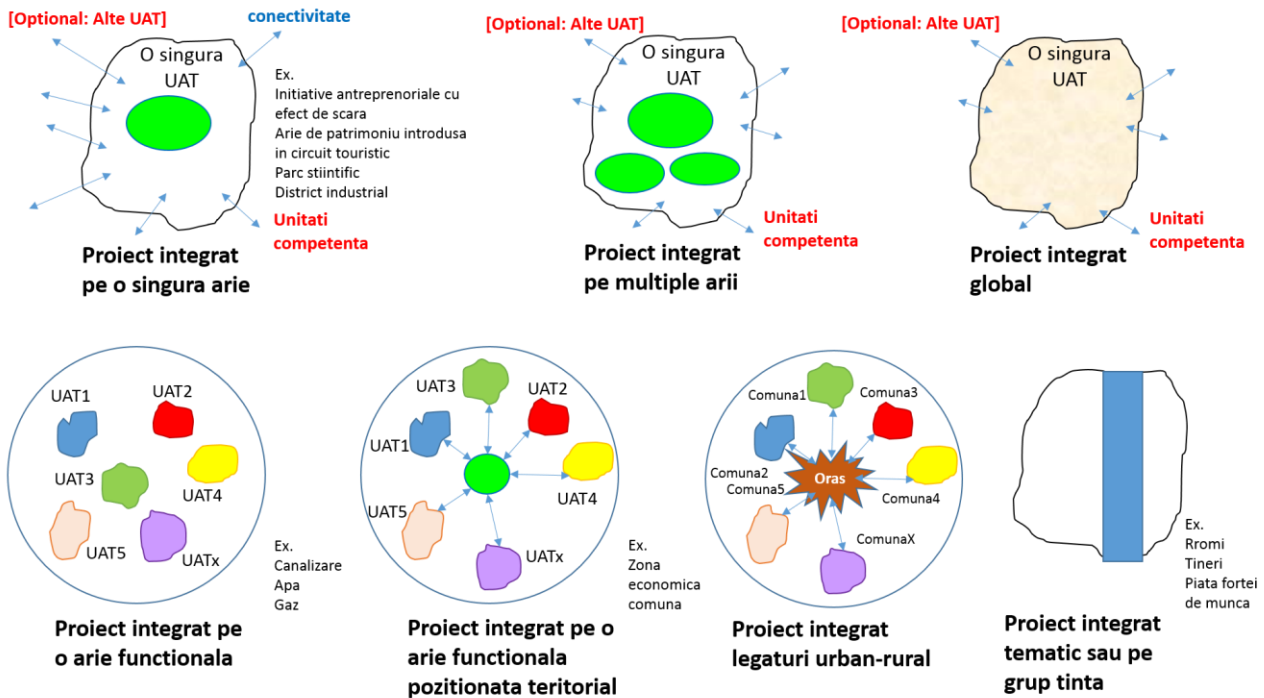 [Optional: Alte UAT]
conectivitate
O singura
UAT
Ex.
Initiative antreprenoriale cu
efect de scara
Arie de patrimoniu introdusa
in circuit touristic
Parc stiintific
District industrial
Unitati
competenta
Proiect integrat
pe o singura arie
[Optional: Alte UAT]
O singura
UAT
Unitati
competenta
Proiect integrat
pe multiple arii
[Optional: Alte UAT]
O singura
UAT
Unitati
competenta
Proiect integrat
global
UAT1
UAT2
UAT3
UAT4
UAT5
UATx
Ex.
Canalizare
Apa
Gaz
Proiect integrat pe
o arie functionala
UAT3
UAT2
UAT1
UAT4
UAT5
UATx
Ex.
Zona
economica
comuna
Proiect integrat pe o
arie functionala
pozitionata teritorial
Comuna1
Comuna3
Comuna2
Comuna5
Oras
Comuna4
ComunaX
Proiect integrat
legaturi urban-rural
Ex.
Rromi
Tineri
Piata fortei
de munca
Proiect integrat
tematic sau pe
grup tinta